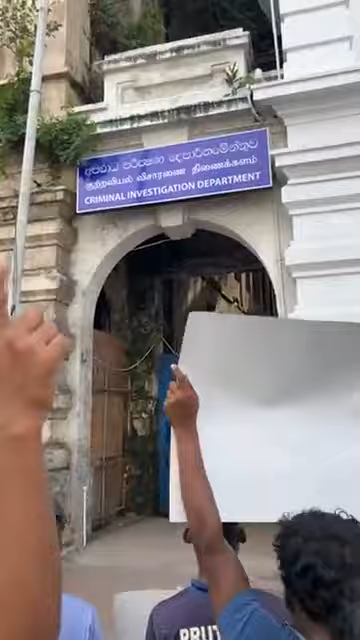 අපරාධ පරීක්ෂණ දෙපාර්තමේන්තුව
குற்றவியல் விசாரணை திணைக்களம்
CRIMINAL INVESTIGATION DEPARTMENT